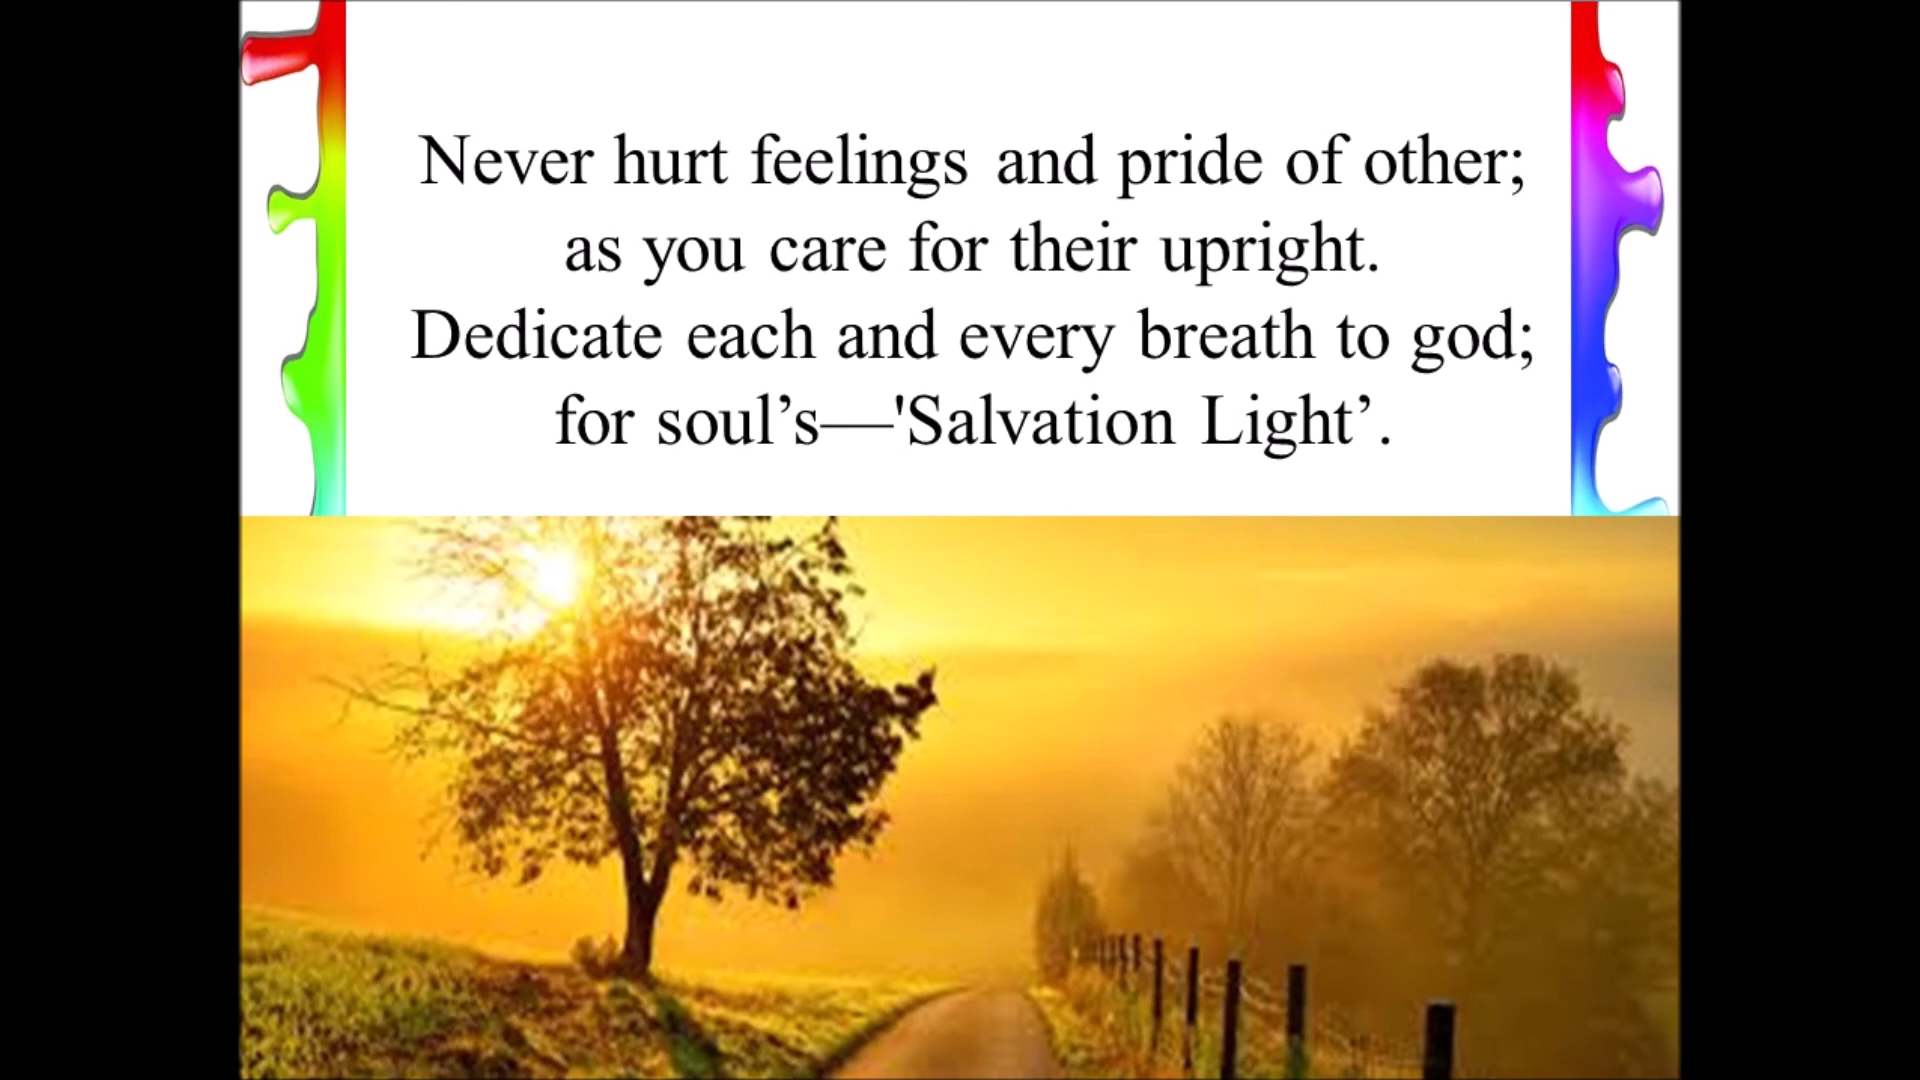 Never hurt feelings and pride of other;
as you care for their upright.
Dedicate each and every breath to god;
for soul’s—'Salvation Light’.